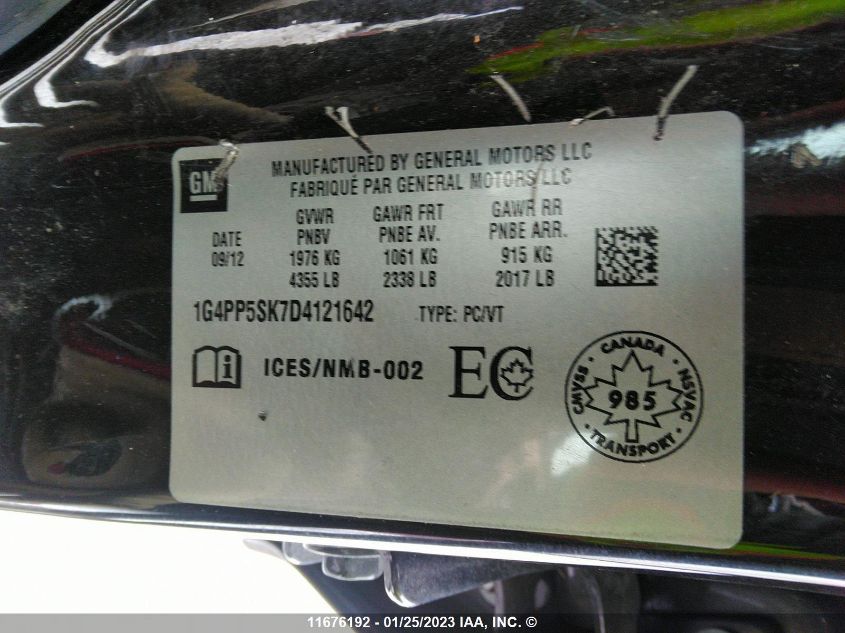 GM
MANUFACTURED BY GENERAL MOTORS LLC
FABRIQUÉ PAR GENERAL MOTORS LLC
DATE GVWR GAWR FRT GAWR RR
PNBV PNBE AV. PNBE ARR.
09/12 1976 KG 1061 KG 915 KG
4355 LB 2338 LB 2017 LB
1G4PP5SK7D4121642 TYPE: PC/VT
i ICES/NMB-002 EC
CANADA
CMVSS 985 NSVAC
TRANSPORT
11676192 - 01/25/2023 IAA, INC. ©